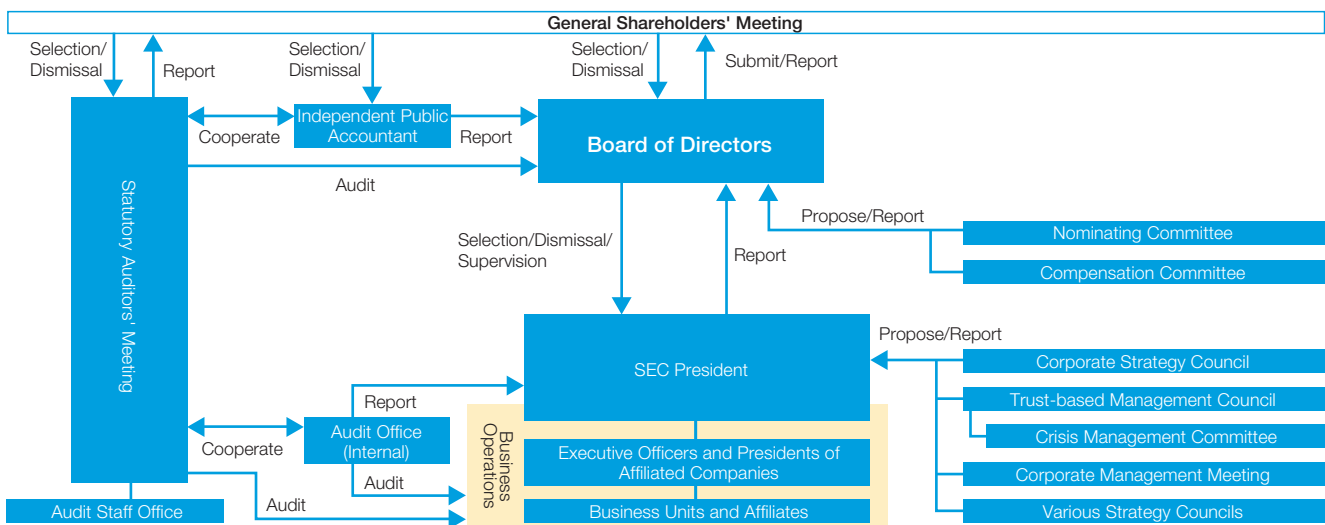 General Shareholders' Meeting
Selection/
Dismissal
Report
Selection/
Dismissal
Selection/
Dismissal
Submit/Report
Cooperate
Independent Public
Accountant
Report
Board of Directors
Audit
Statutory Auditors' Meeting
Selection/Dismissal/
Supervision
Report
Propose/Report
Nominating Committee
Compensation Committee
SEC President
Propose/Report
Corporate Strategy Council
Trust-based Management Council
Crisis Management Committee
Corporate Management Meeting
Various Strategy Councils
Report
Cooperate
Audit Office
(Internal)
Audit
Business
Operations
Executive Officers and Presidents of
Affiliated Companies
Business Units and Affiliates
Audit Staff Office
Audit